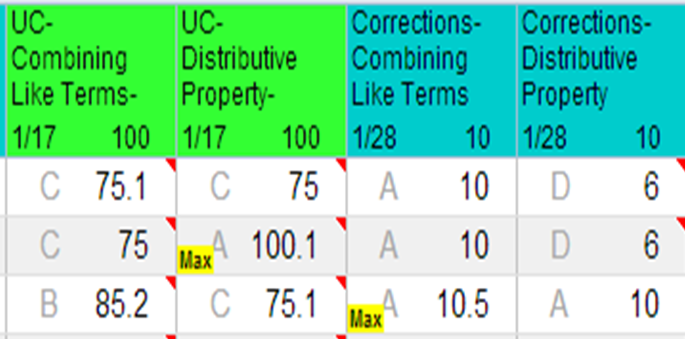 UC-
Combining
Like Terms-
1/17 100
UC-
Distributive
Property-
1/17 100
Corrections-
Combining
Like Terms
1/28 10
Corrections-
Distributive
Property
1/28 10
C 75.1 C 75 A 10 D 6
C 75 Max A 100.1 A 10 D 6
B 85.2 C 75.1 Max A 10.5 A 10